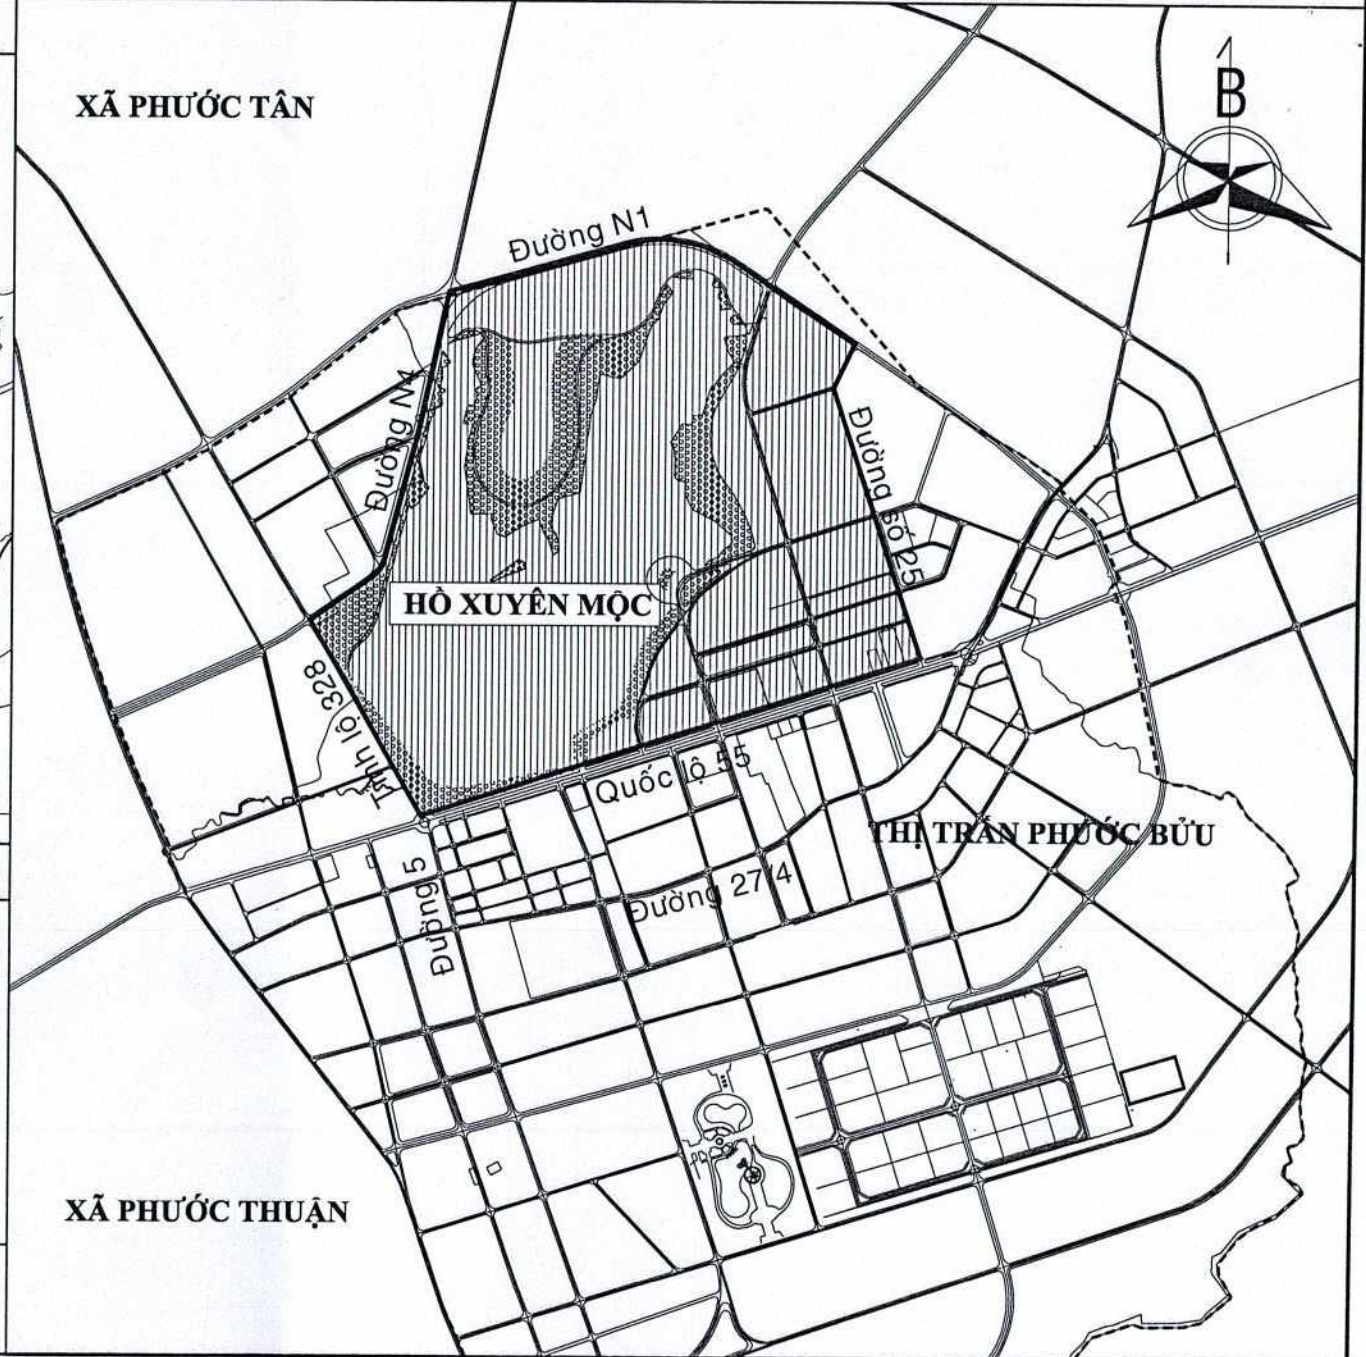 XÃ PHƯỚC TÂN
B
Đường N1
Đường N4
Đường số 25
HỒ XUYÊN MỘC
Tỉnh lộ 328
Quốc lộ 55
THỊ TRẤN PHƯỚC BỬU
Đường 5
Đường 27/4
XÃ PHƯỚC THUẬN